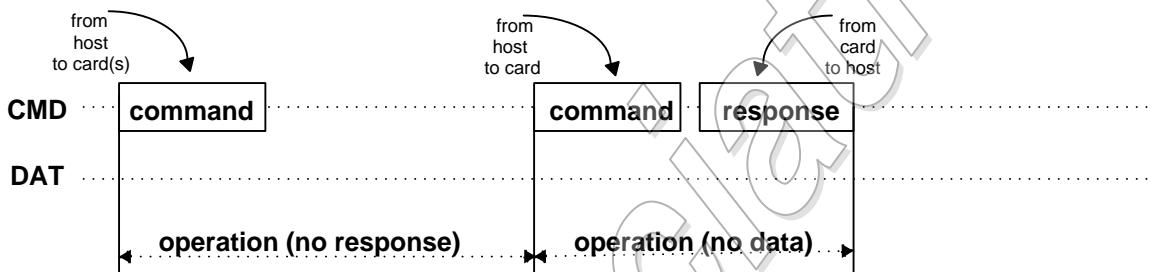 from
host
to card(s)
from
host
to card
from
card
to host
CMD command command response
DAT
operation (no response) operation (no data)